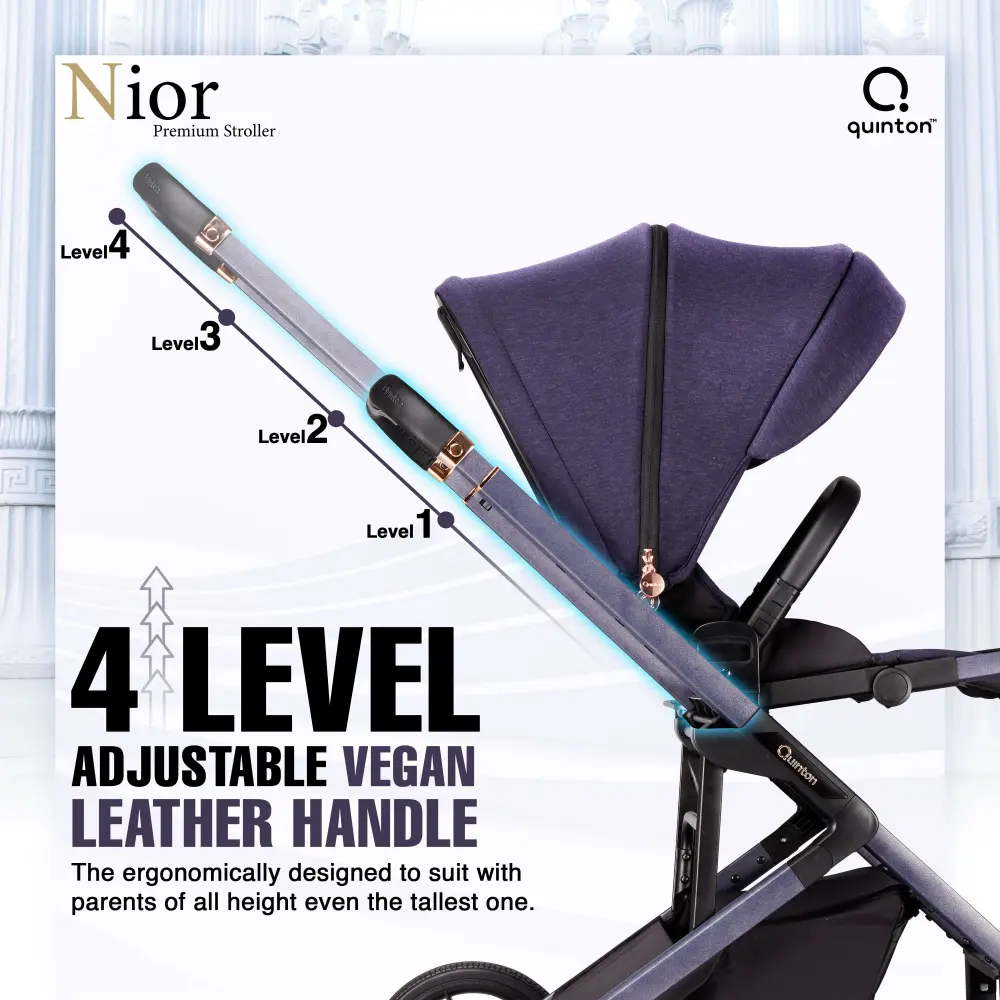 Nior
Premium Stroller
quinton™
Level4
Level3
Level2
Level1
4 LEVEL
ADJUSTABLE VEGAN
LEATHER HANDLE
The ergonomically designed to suit with
parents of all height even the tallest one.
Quinton